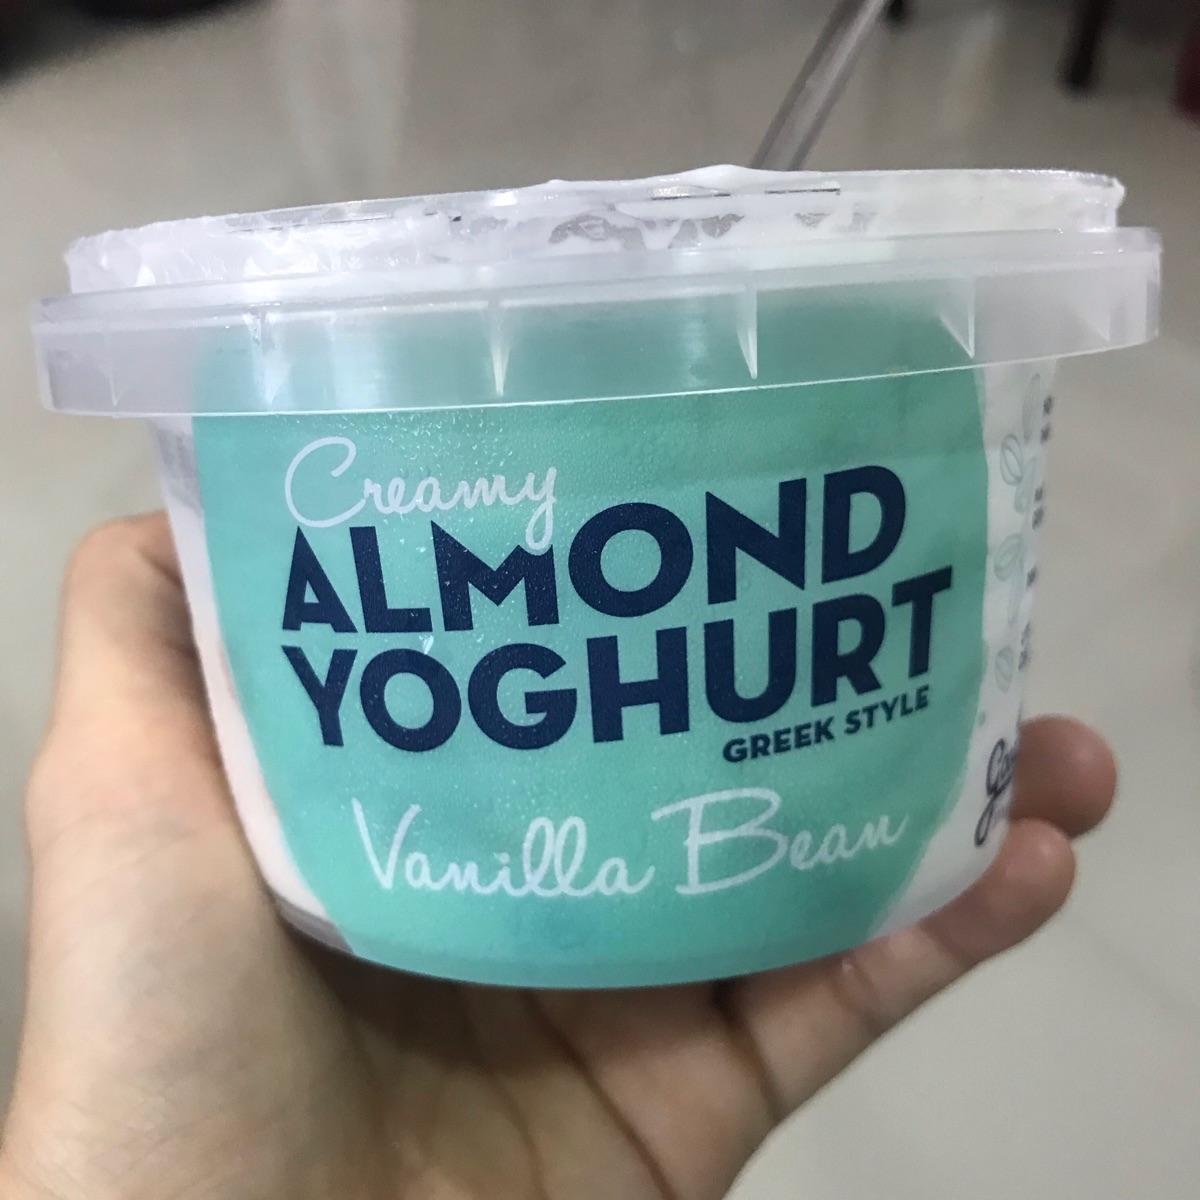 Creamy
ALMOND
YOGHURT
GREEK STYLE
Vanilla Bean